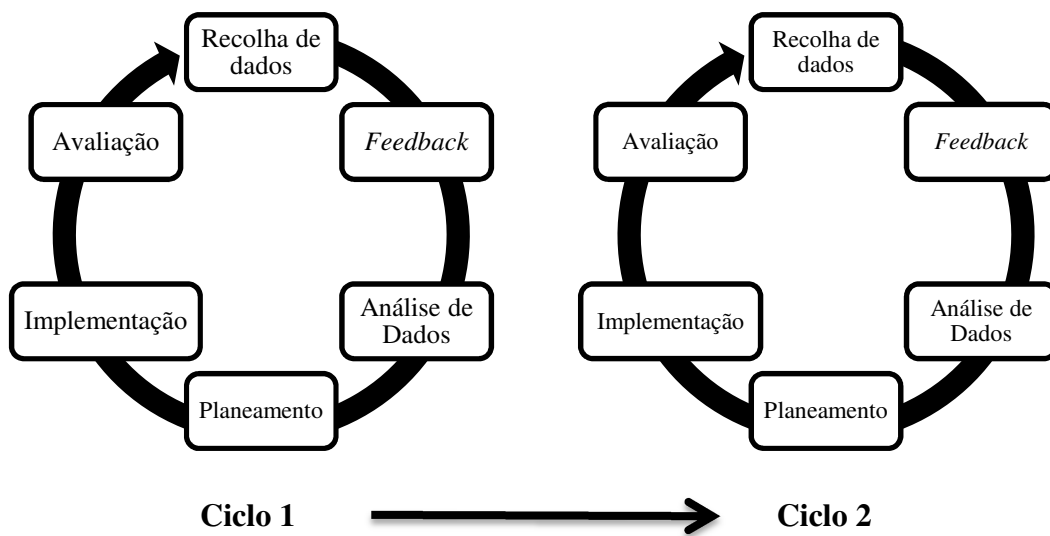 Recolha de
dados
Avaliação
Feedback
Implementação
Análise de
Dados
Planeamento
Recolha de
dados
Avaliação
Feedback
Implementação
Análise de
Dados
Planeamento
Ciclo 1
Ciclo 2